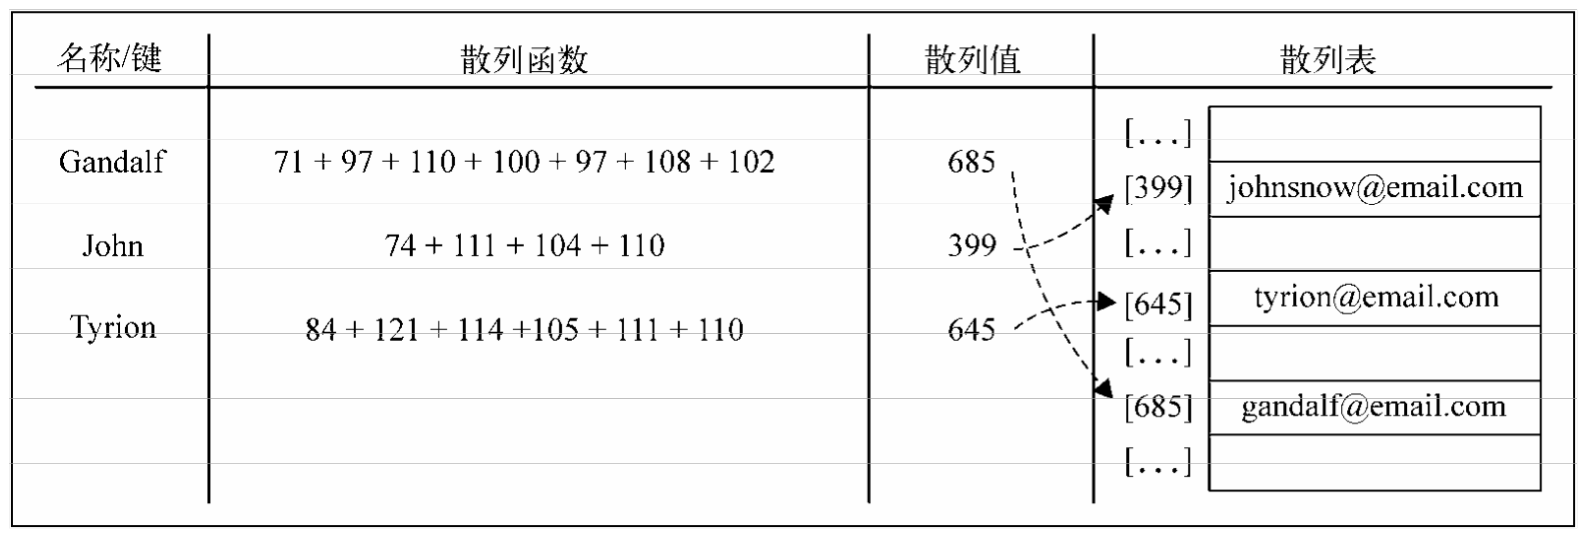 名称/键 散列函数 散列值 散列表
[...]
Gandalf 71 + 97 + 110 + 100 + 97 + 108 + 102 685
[399] johnsnow@email.com
John 74 + 111 + 104 + 110 399 [...]
[645] tyrion@email.com
Tyrion 84 + 121 + 114 +105 + 111 + 110 645
[...]
[685] gandalf@email.com
[...]